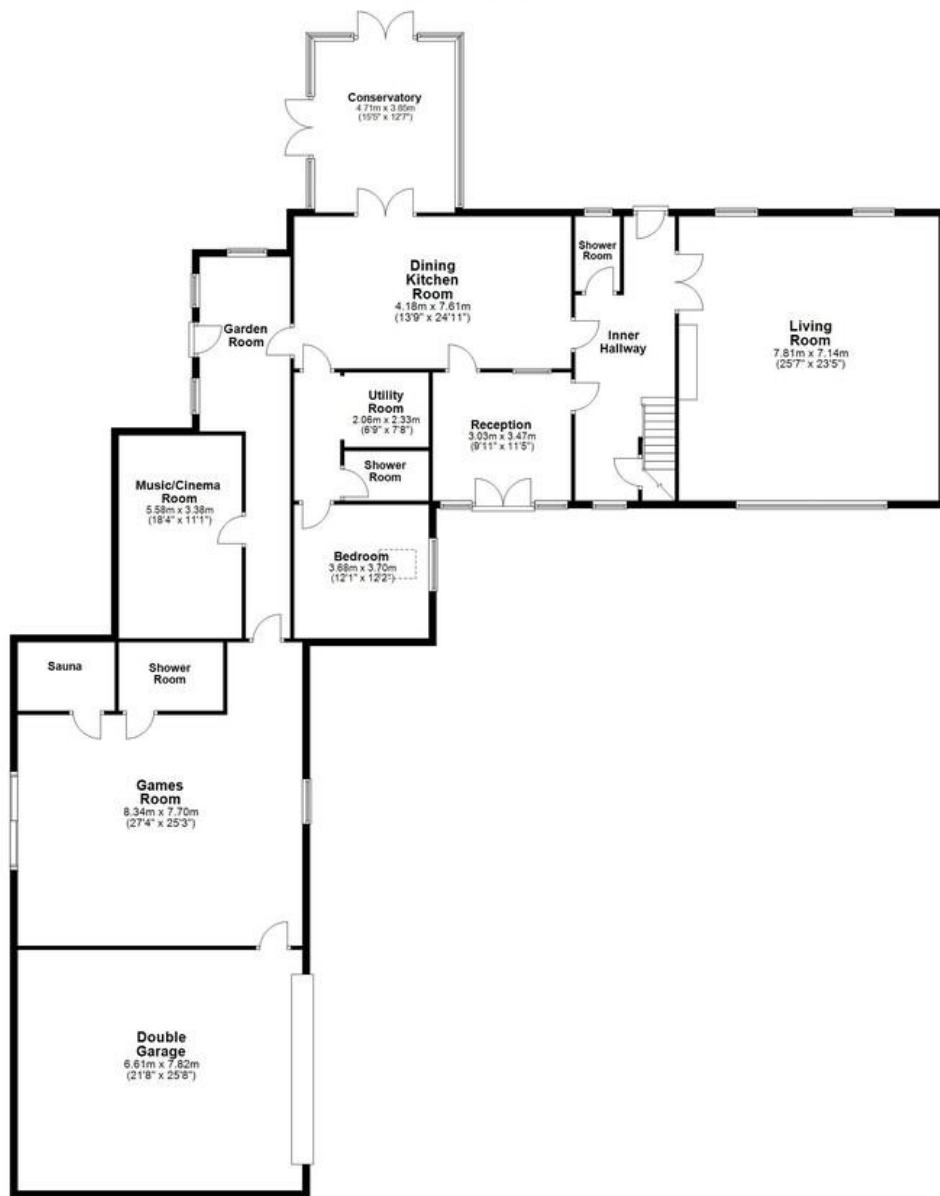 Conservatory
4.71m x 3.85m
(15'5" x 12'7")
Shower
Room
Dining
Kitchen
Room
4.18m x 7.61m
(13'9" x 24'11")
Garden
Room
Inner
Hallway
Living
Room
7.81m x 7.14m
(25'7" x 23'5")
Utility
Room
2.06m x 2.33m
(6'9" x 7'8")
Reception
3.03m x 3.47m
(9'11" x 11'5")
Shower
Room
Music/Cinema
Room
5.58m x 3.38m
(18'4" x 11'1")
Bedroom
3.68m x 3.70m
(12'1" x 12'2")
Sauna
Shower
Room
Games
Room
8.34m x 7.70m
(27'4" x 25'3")
Double
Garage
6.61m x 7.82m
(21'8" x 25'8")